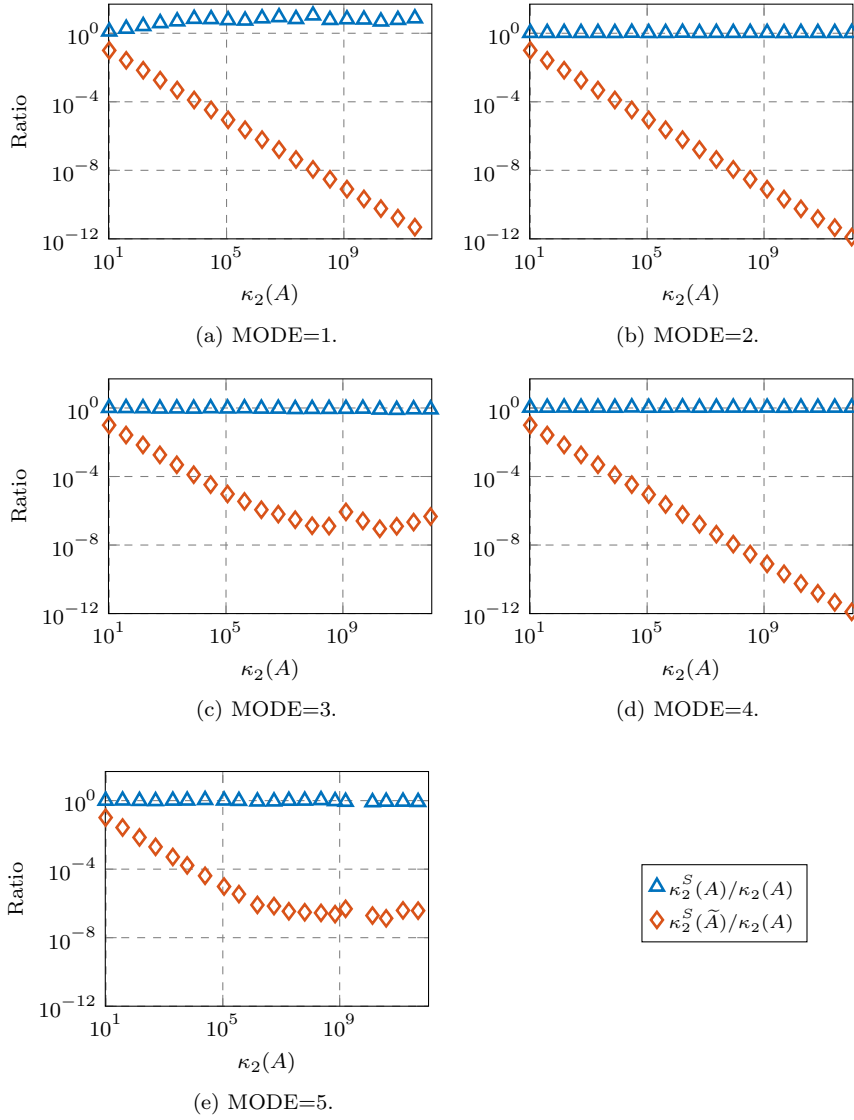 10^0
10^{-4}
10^{-8}
10^{-12}
Ratio
10^1
10^5
10^9
κ_2(A)
(a) MODE=1.
10^0
10^{-4}
10^{-8}
10^{-12}
10^1
10^5
10^9
κ_2(A)
(b) MODE=2.
10^0
10^{-4}
10^{-8}
10^{-12}
Ratio
10^1
10^5
10^9
κ_2(A)
(c) MODE=3.
10^0
10^{-4}
10^{-8}
10^{-12}
10^1
10^5
10^9
κ_2(A)
(d) MODE=4.
10^0
10^{-4}
10^{-8}
10^{-12}
Ratio
10^1
10^5
10^9
κ_2(A)
(e) MODE=5.
κ_2^S(A)/κ_2(A)
κ_2^S(Ã)/κ_2(A)